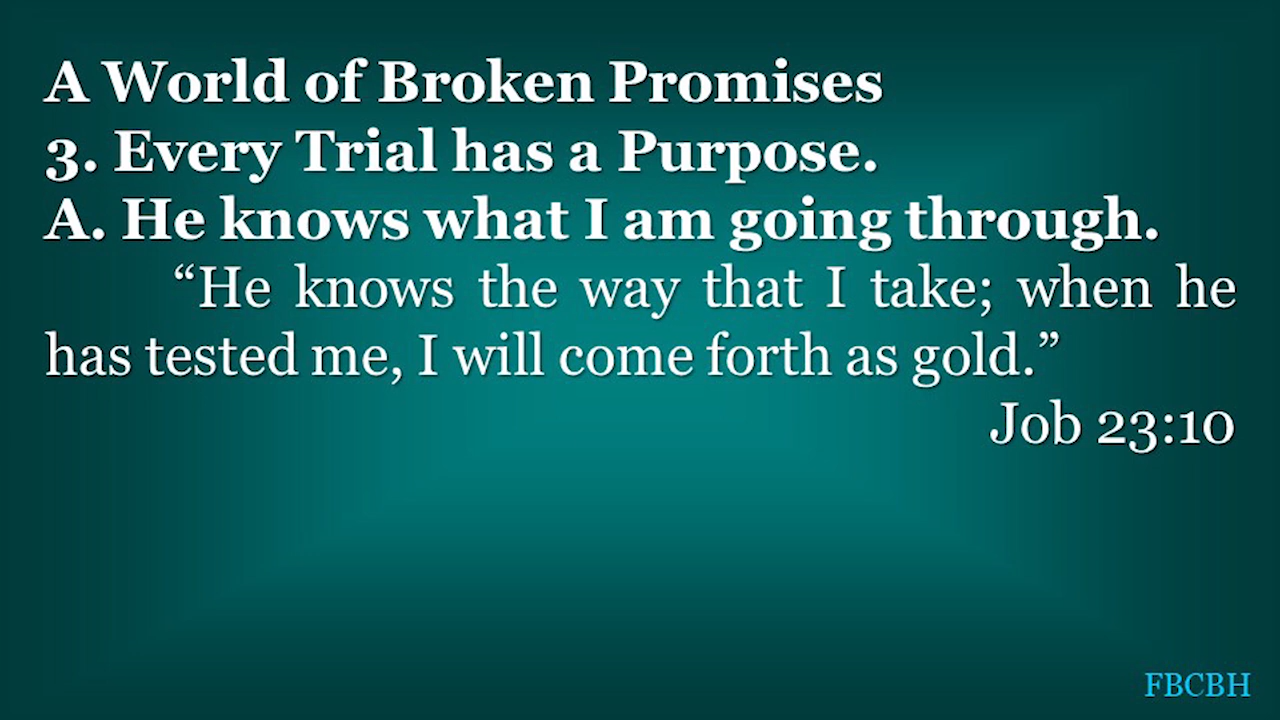 A World of Broken Promises
3. Every Trial has a Purpose.
A. He knows what I am going through.
“He knows the way that I take; when he
has tested me, I will come forth as gold.”
Job 23:10
FBCBH